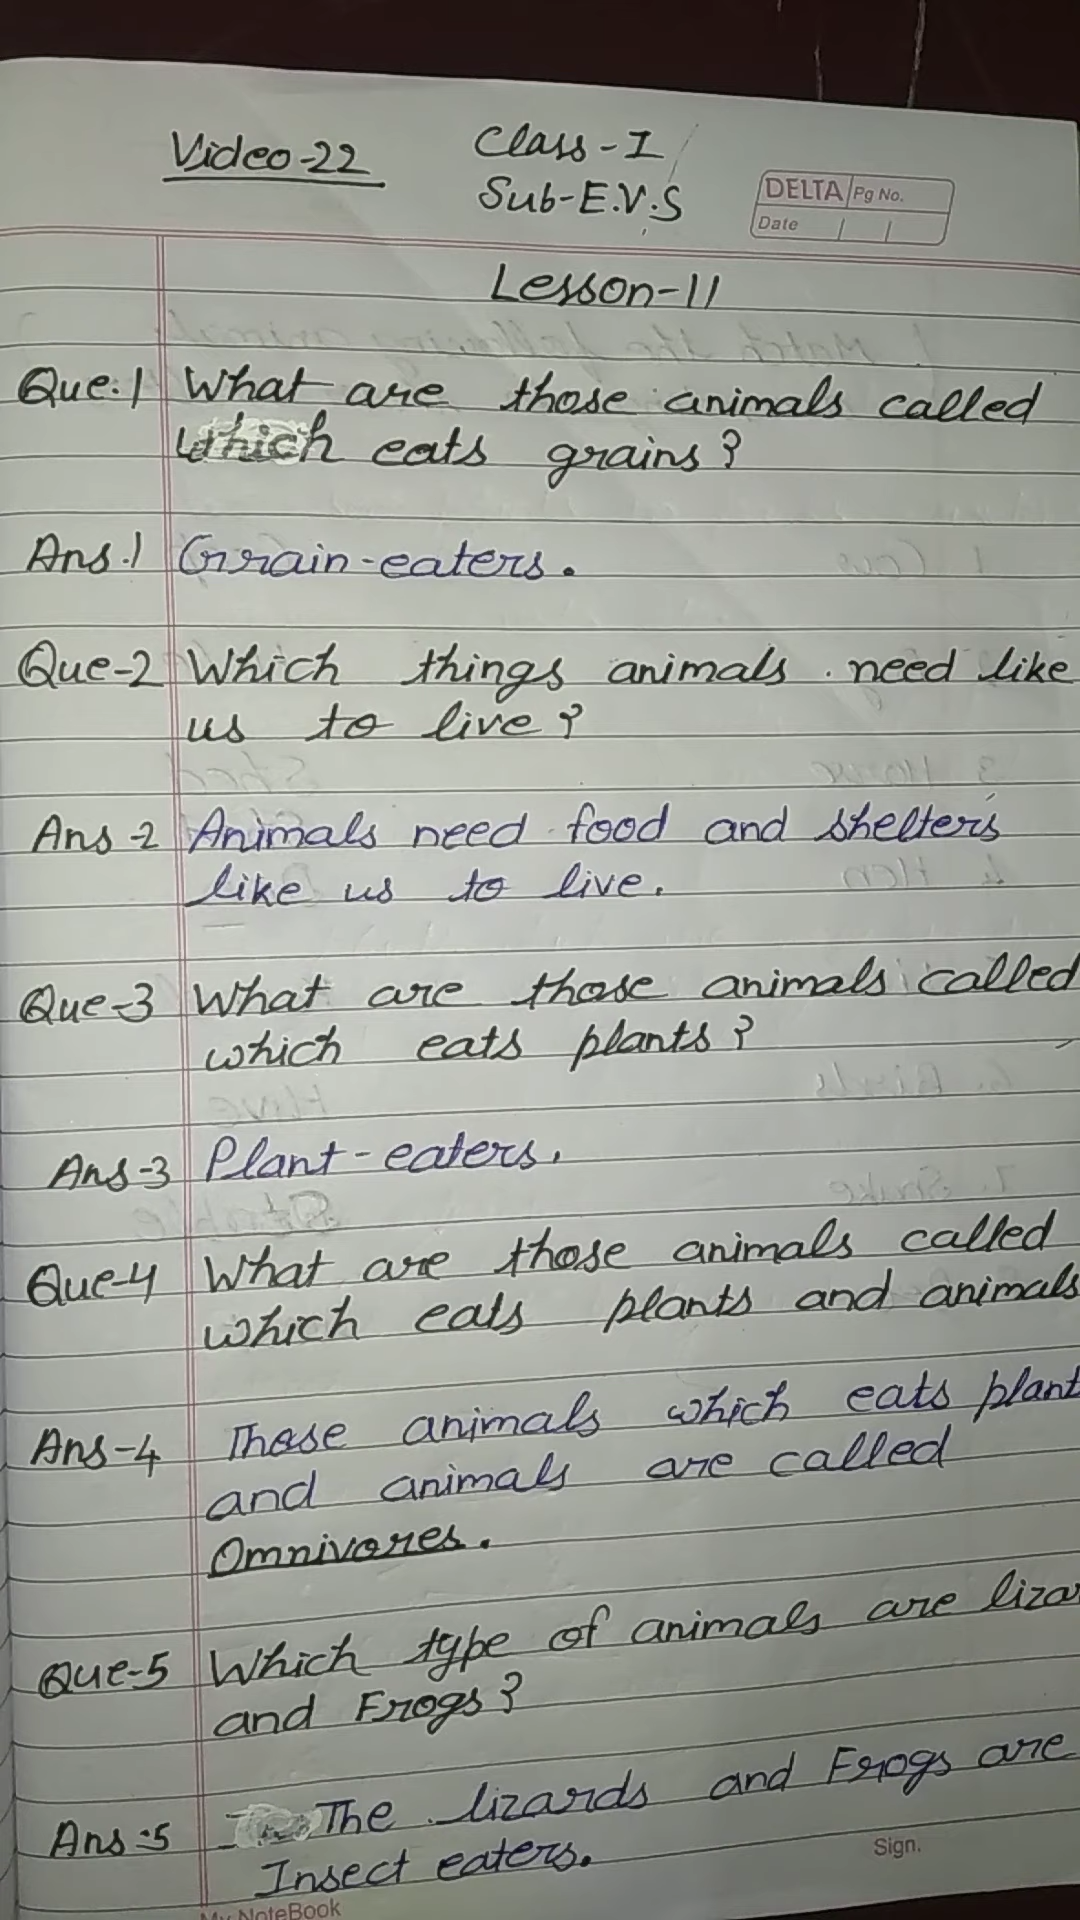 Video-22 Class-I
Sub-E.V.S
DELTA Pg No.
Date
Lesson-11
Que.1 What are those animals called
which eats grains?
Ans.1 Grain-eaters.
Que-2 Which things animals need like
us to live?
Ans-2 Animals need food and shelters
like us to live.
Que-3 What are those animals called
which eats plants?
Ans-3 Plant-eaters.
Que-4 What are those animals called
which eats plants and animals
Ans-4 Those animals which eats plant
and animals are called
Omnivores.
Que-5 Which type of animals are
and Frogs?
Ans-5 The lizards and Frogs are
Insect eaters.
Sign.
NoteBook